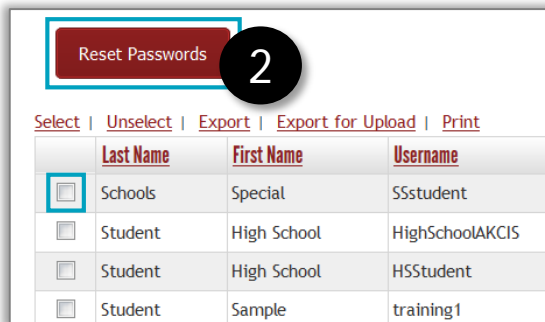 Reset Passwords
2
Select | Unselect | Export | Export for Upload | Print
Last Name First Name Username
Schools Special SSstudent
Student High School HighSchoolAKCIS
Student High School HSStudent
Student Sample training1